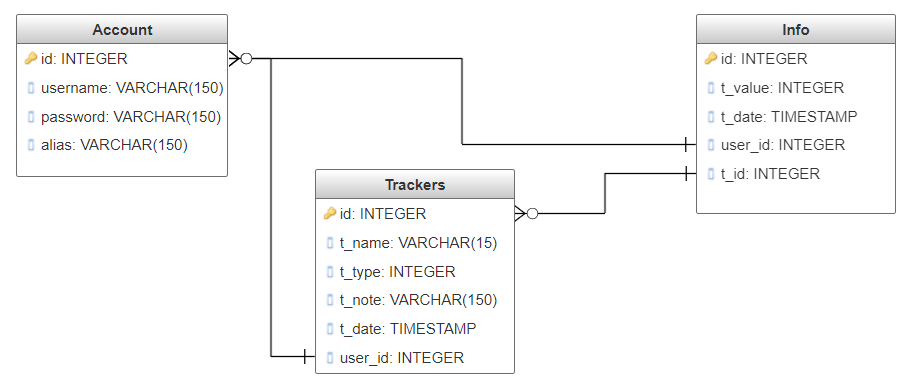 Account
id: INTEGER
username: VARCHAR(150)
password: VARCHAR(150)
alias: VARCHAR(150)
Trackers
id: INTEGER
t_name: VARCHAR(15)
t_type: INTEGER
t_note: VARCHAR(150)
t_date: TIMESTAMP
user_id: INTEGER
Info
id: INTEGER
t_value: INTEGER
t_date: TIMESTAMP
user_id: INTEGER
t_id: INTEGER